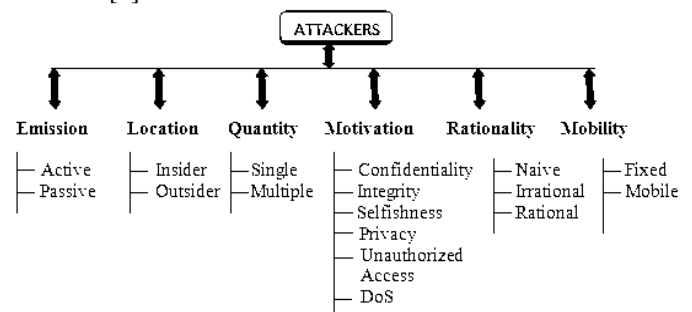 ATTACKERS
Emission
Location
Quantity
Motivation
Rationality
Mobility
Active
Passive
Insider
Outsider
Single
Multiple
Confidentiality
Integrity
Selfishness
Privacy
Unauthorized
Access
DoS
Naive
Irrational
Rational
Fixed
Mobile